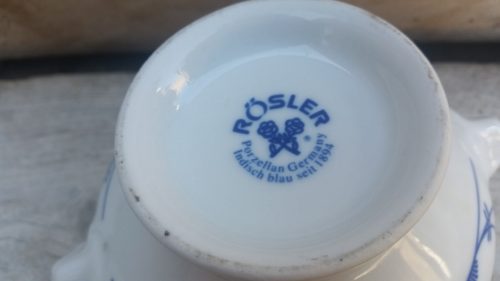 RÖSLER
®
Porzellan Germany
Indisch blau seit 1894